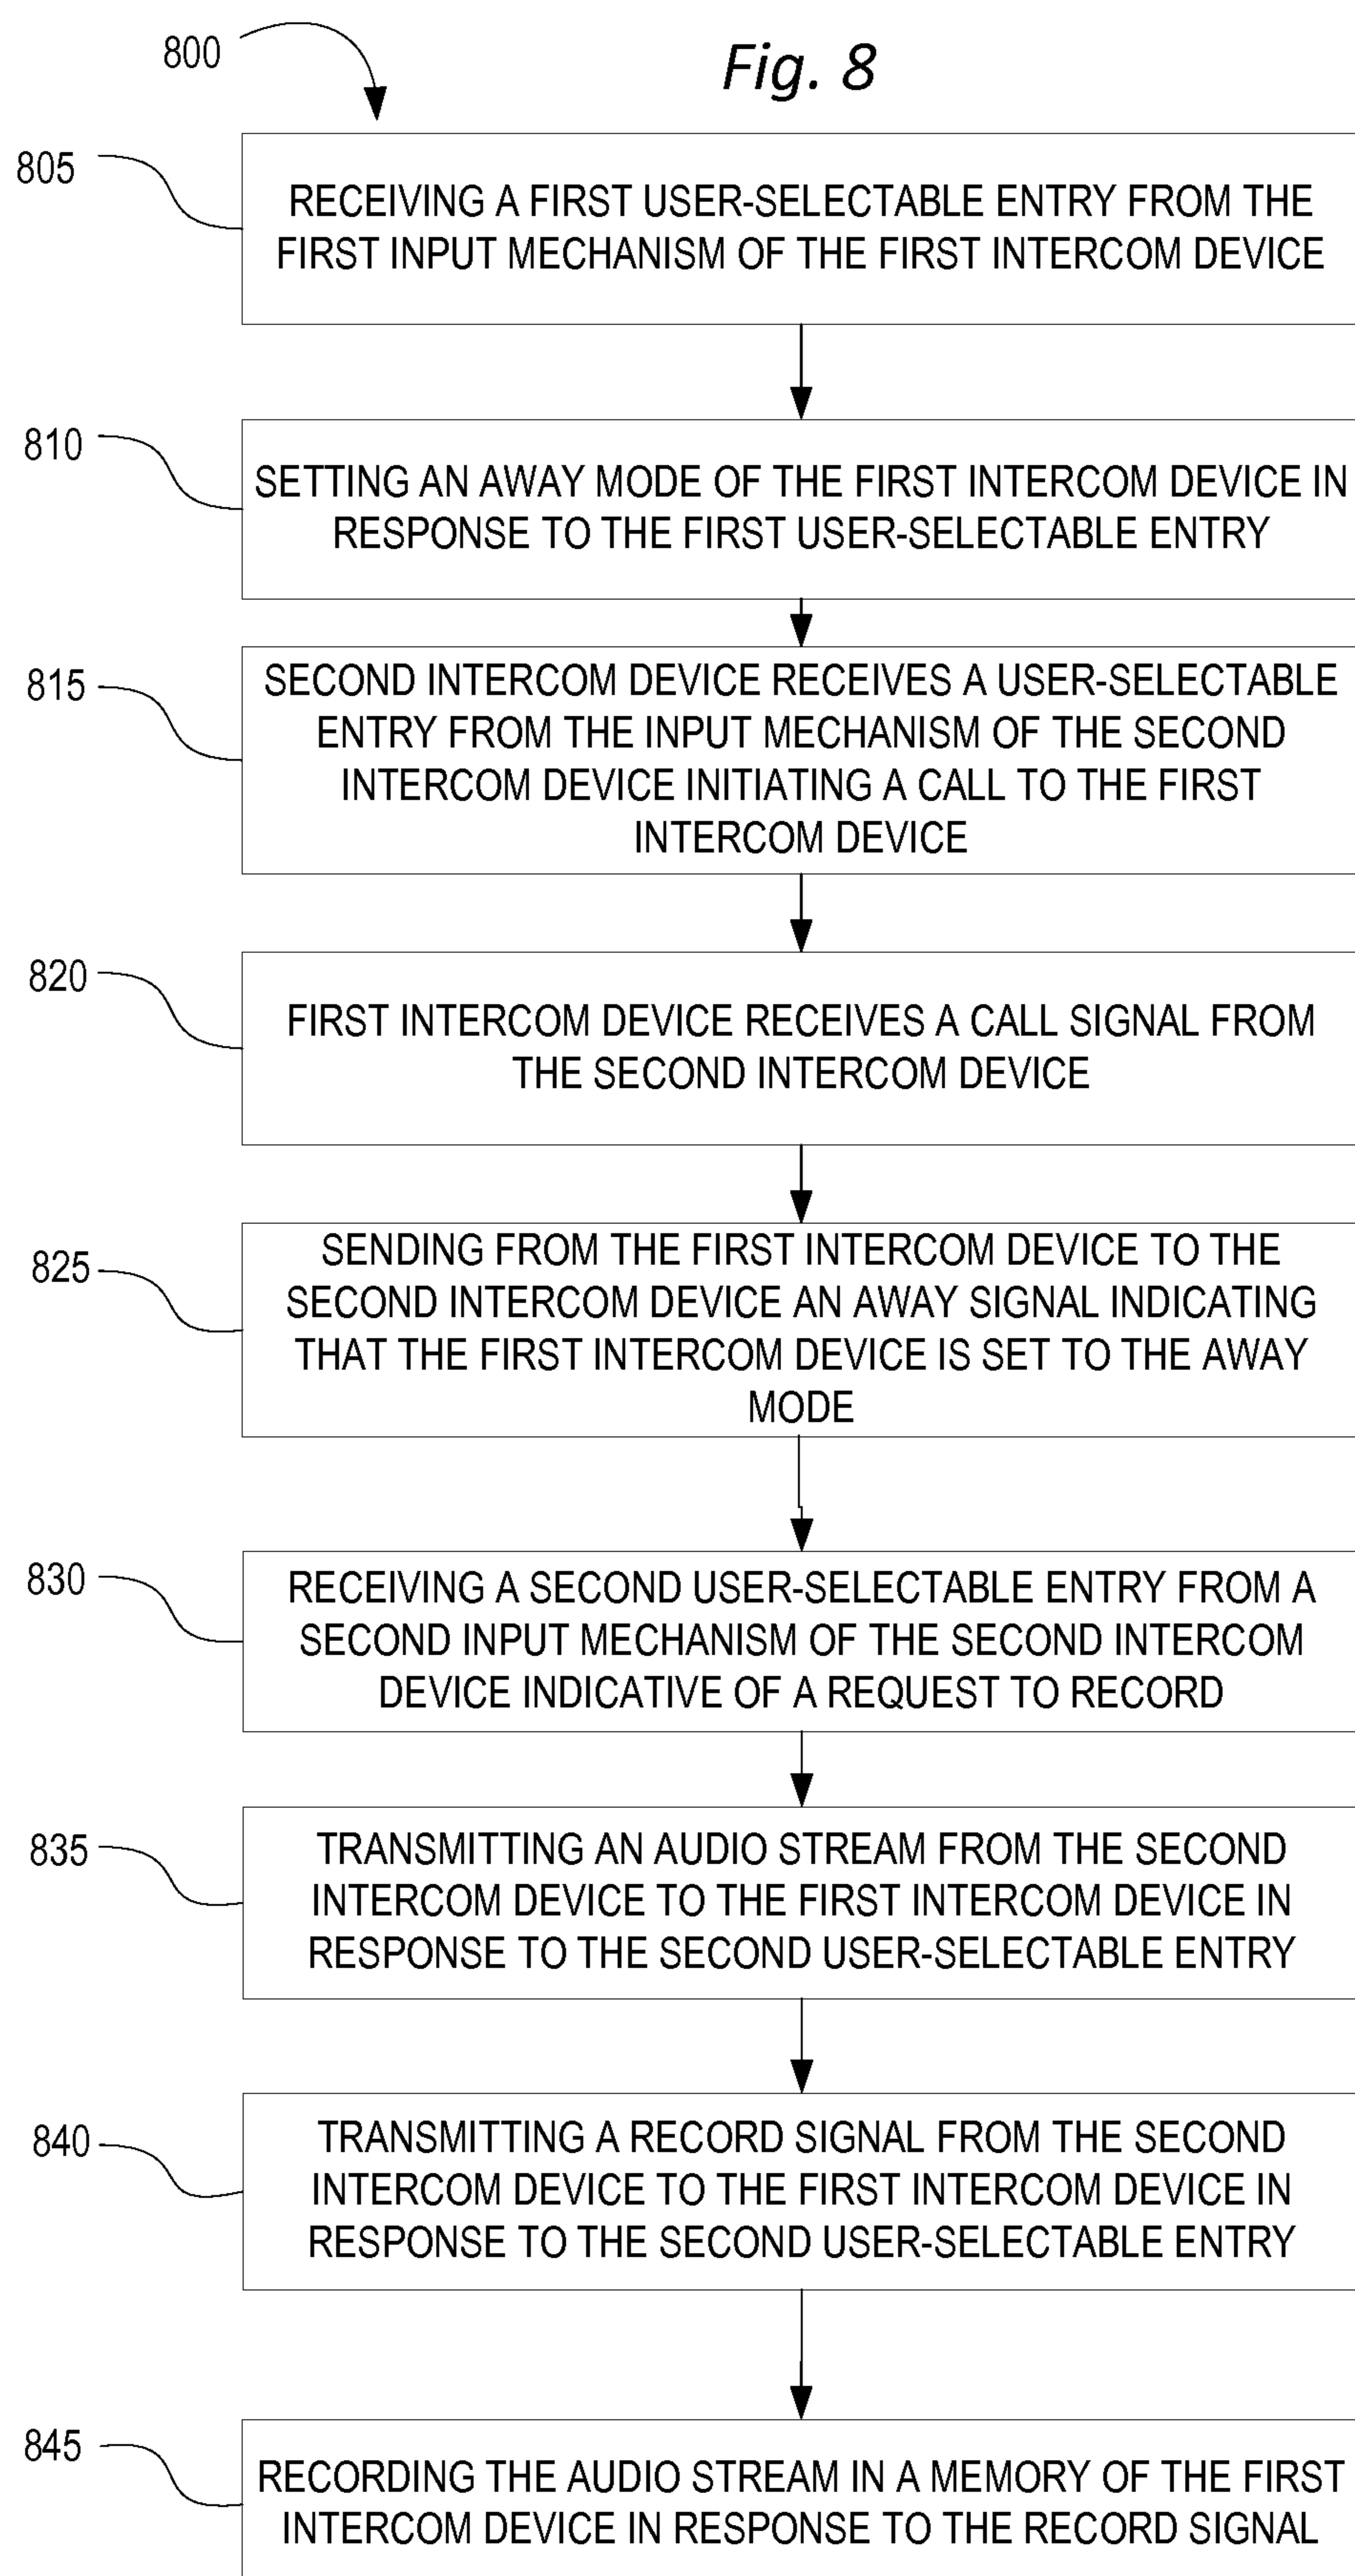 800
Fig. 8
805
RECEIVING A FIRST USER-SELECTABLE ENTRY FROM THE
FIRST INPUT MECHANISM OF THE FIRST INTERCOM DEVICE
810
SETTING AN AWAY MODE OF THE FIRST INTERCOM DEVICE IN
RESPONSE TO THE FIRST USER-SELECTABLE ENTRY
815
SECOND INTERCOM DEVICE RECEIVES A USER-SELECTABLE
ENTRY FROM THE INPUT MECHANISM OF THE SECOND
INTERCOM DEVICE INITIATING A CALL TO THE FIRST
INTERCOM DEVICE
820
FIRST INTERCOM DEVICE RECEIVES A CALL SIGNAL FROM
THE SECOND INTERCOM DEVICE
825
SENDING FROM THE FIRST INTERCOM DEVICE TO THE
SECOND INTERCOM DEVICE AN AWAY SIGNAL INDICATING
THAT THE FIRST INTERCOM DEVICE IS SET TO THE AWAY
MODE
830
RECEIVING A SECOND USER-SELECTABLE ENTRY FROM A
SECOND INPUT MECHANISM OF THE SECOND INTERCOM
DEVICE INDICATIVE OF A REQUEST TO RECORD
835
TRANSMITTING AN AUDIO STREAM FROM THE SECOND
INTERCOM DEVICE TO THE FIRST INTERCOM DEVICE IN
RESPONSE TO THE SECOND USER-SELECTABLE ENTRY
840
TRANSMITTING A RECORD SIGNAL FROM THE SECOND
INTERCOM DEVICE TO THE FIRST INTERCOM DEVICE IN
RESPONSE TO THE SECOND USER-SELECTABLE ENTRY
845
RECORDING THE AUDIO STREAM IN A MEMORY OF THE FIRST
INTERCOM DEVICE IN RESPONSE TO THE RECORD SIGNAL